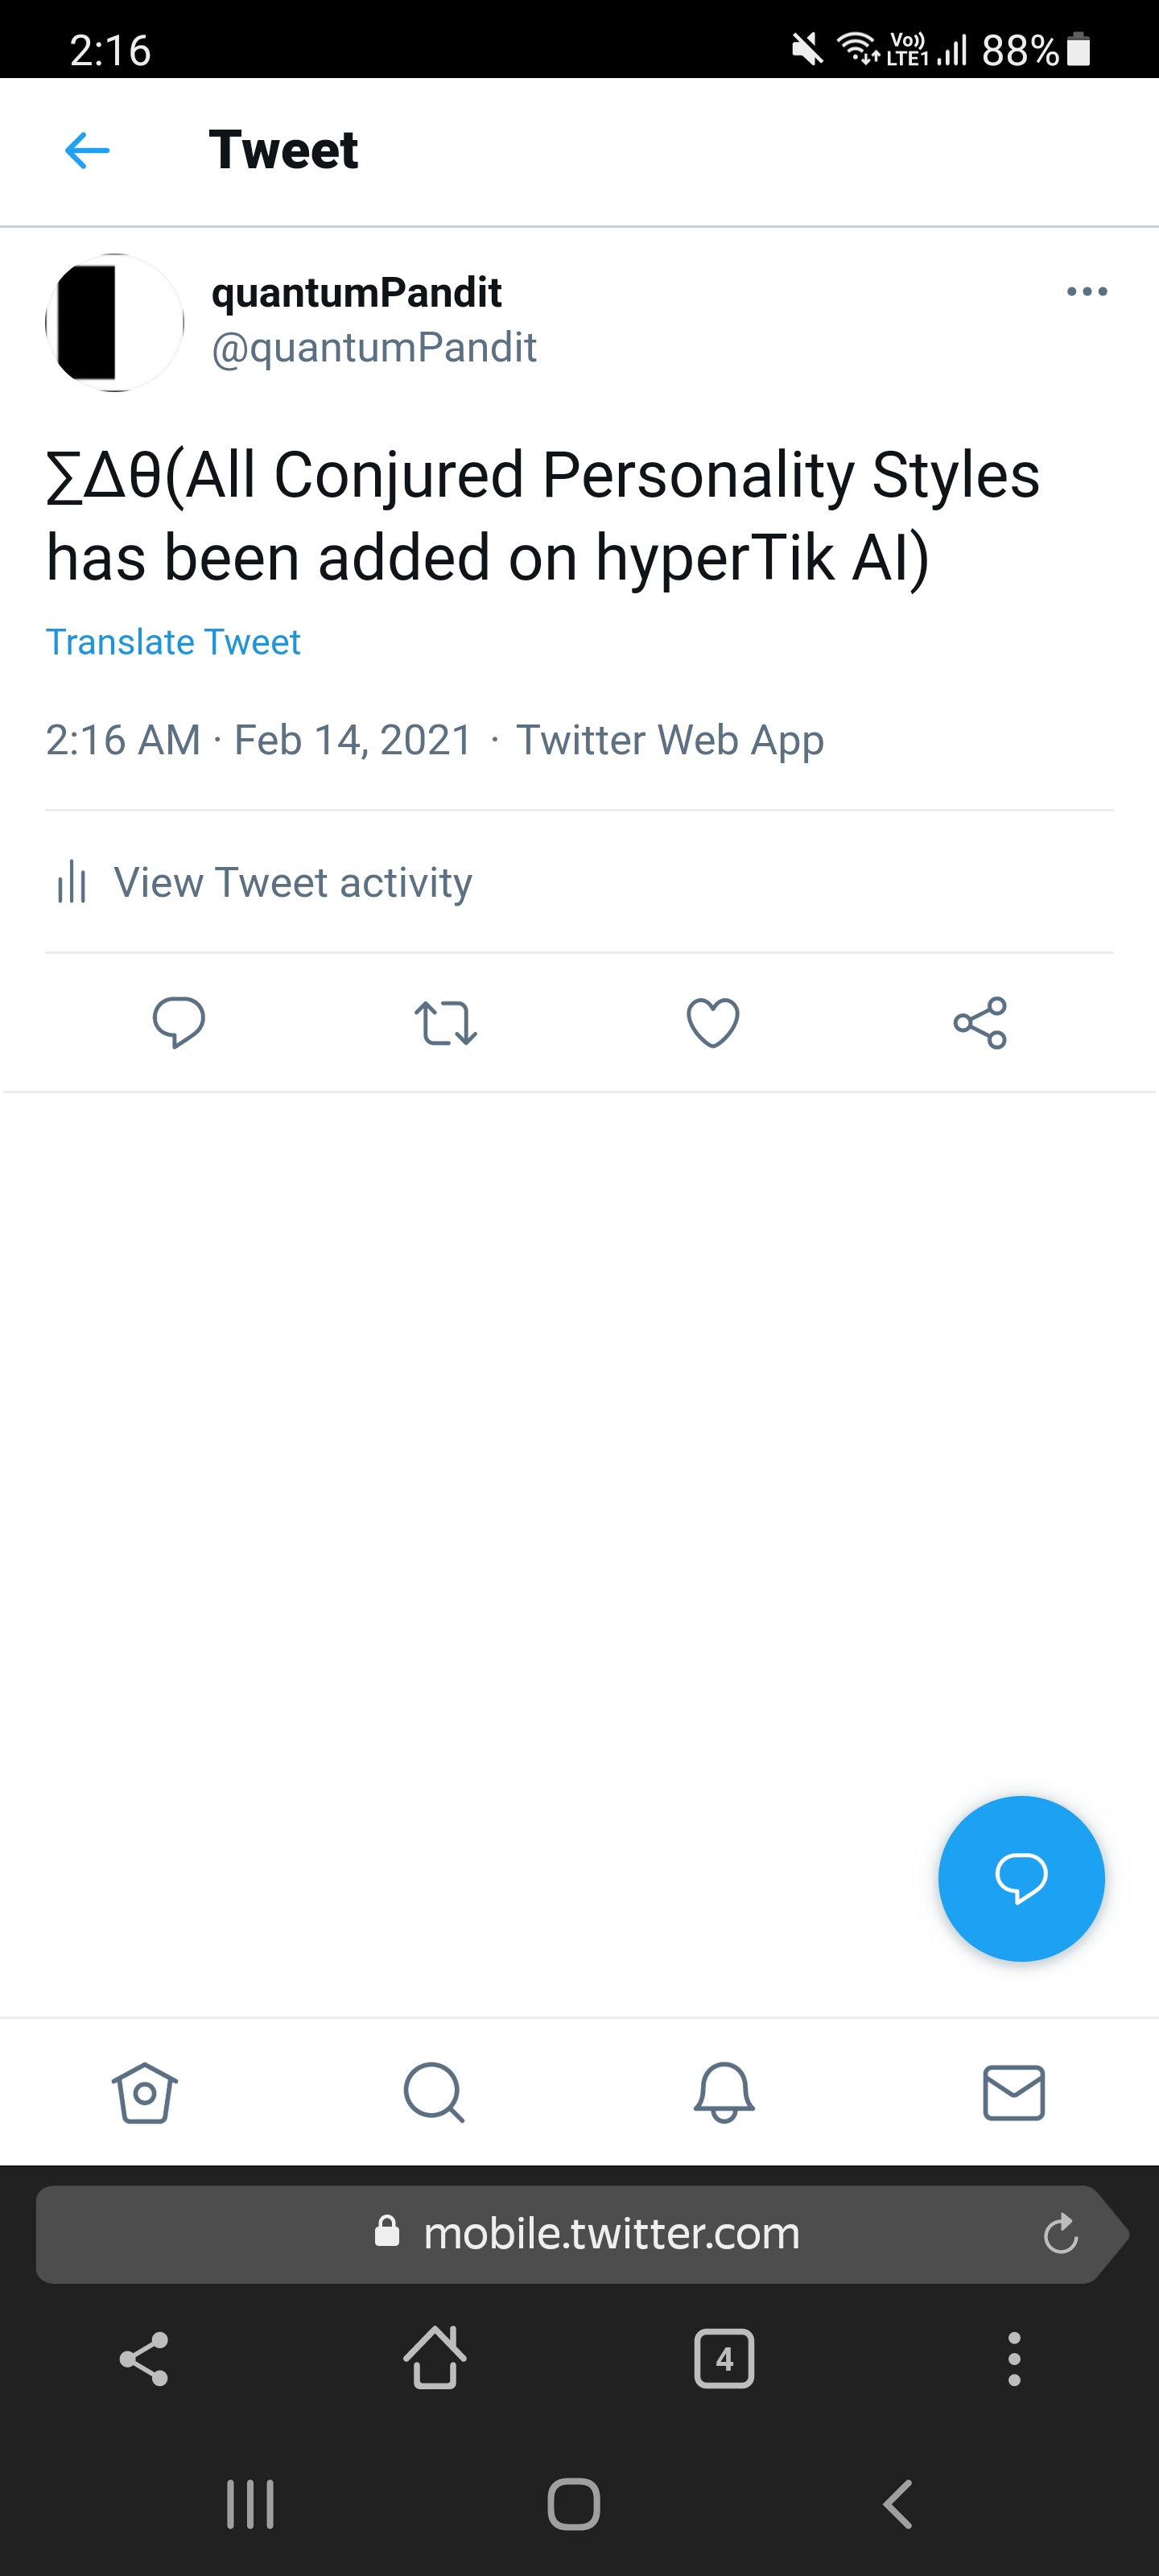 2:16 Vo)) LTE1 88%
Tweet
quantumPandit
@quantumPandit
∑Δθ(All Conjured Personality Styles
has been added on hyperTik AI)
Translate Tweet
2:16 AM · Feb 14, 2021 · Twitter Web App
View Tweet activity
mobile.twitter.com
4